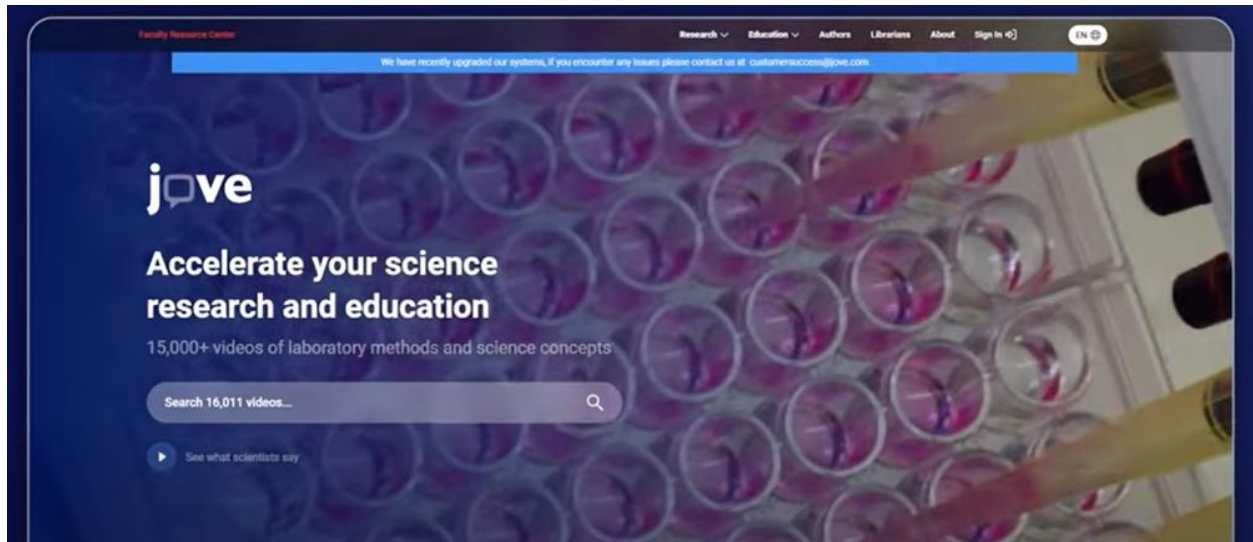 Faculty Resource Center
Research Education Authors Librarians About Sign In EN
We have recently upgraded our systems, if you encounter any issues please contact us at customersuccess@jove.com
jove
Accelerate your science
research and education
15,000+ videos of laboratory methods and science concepts
Search 16,011 videos...
See what scientists say